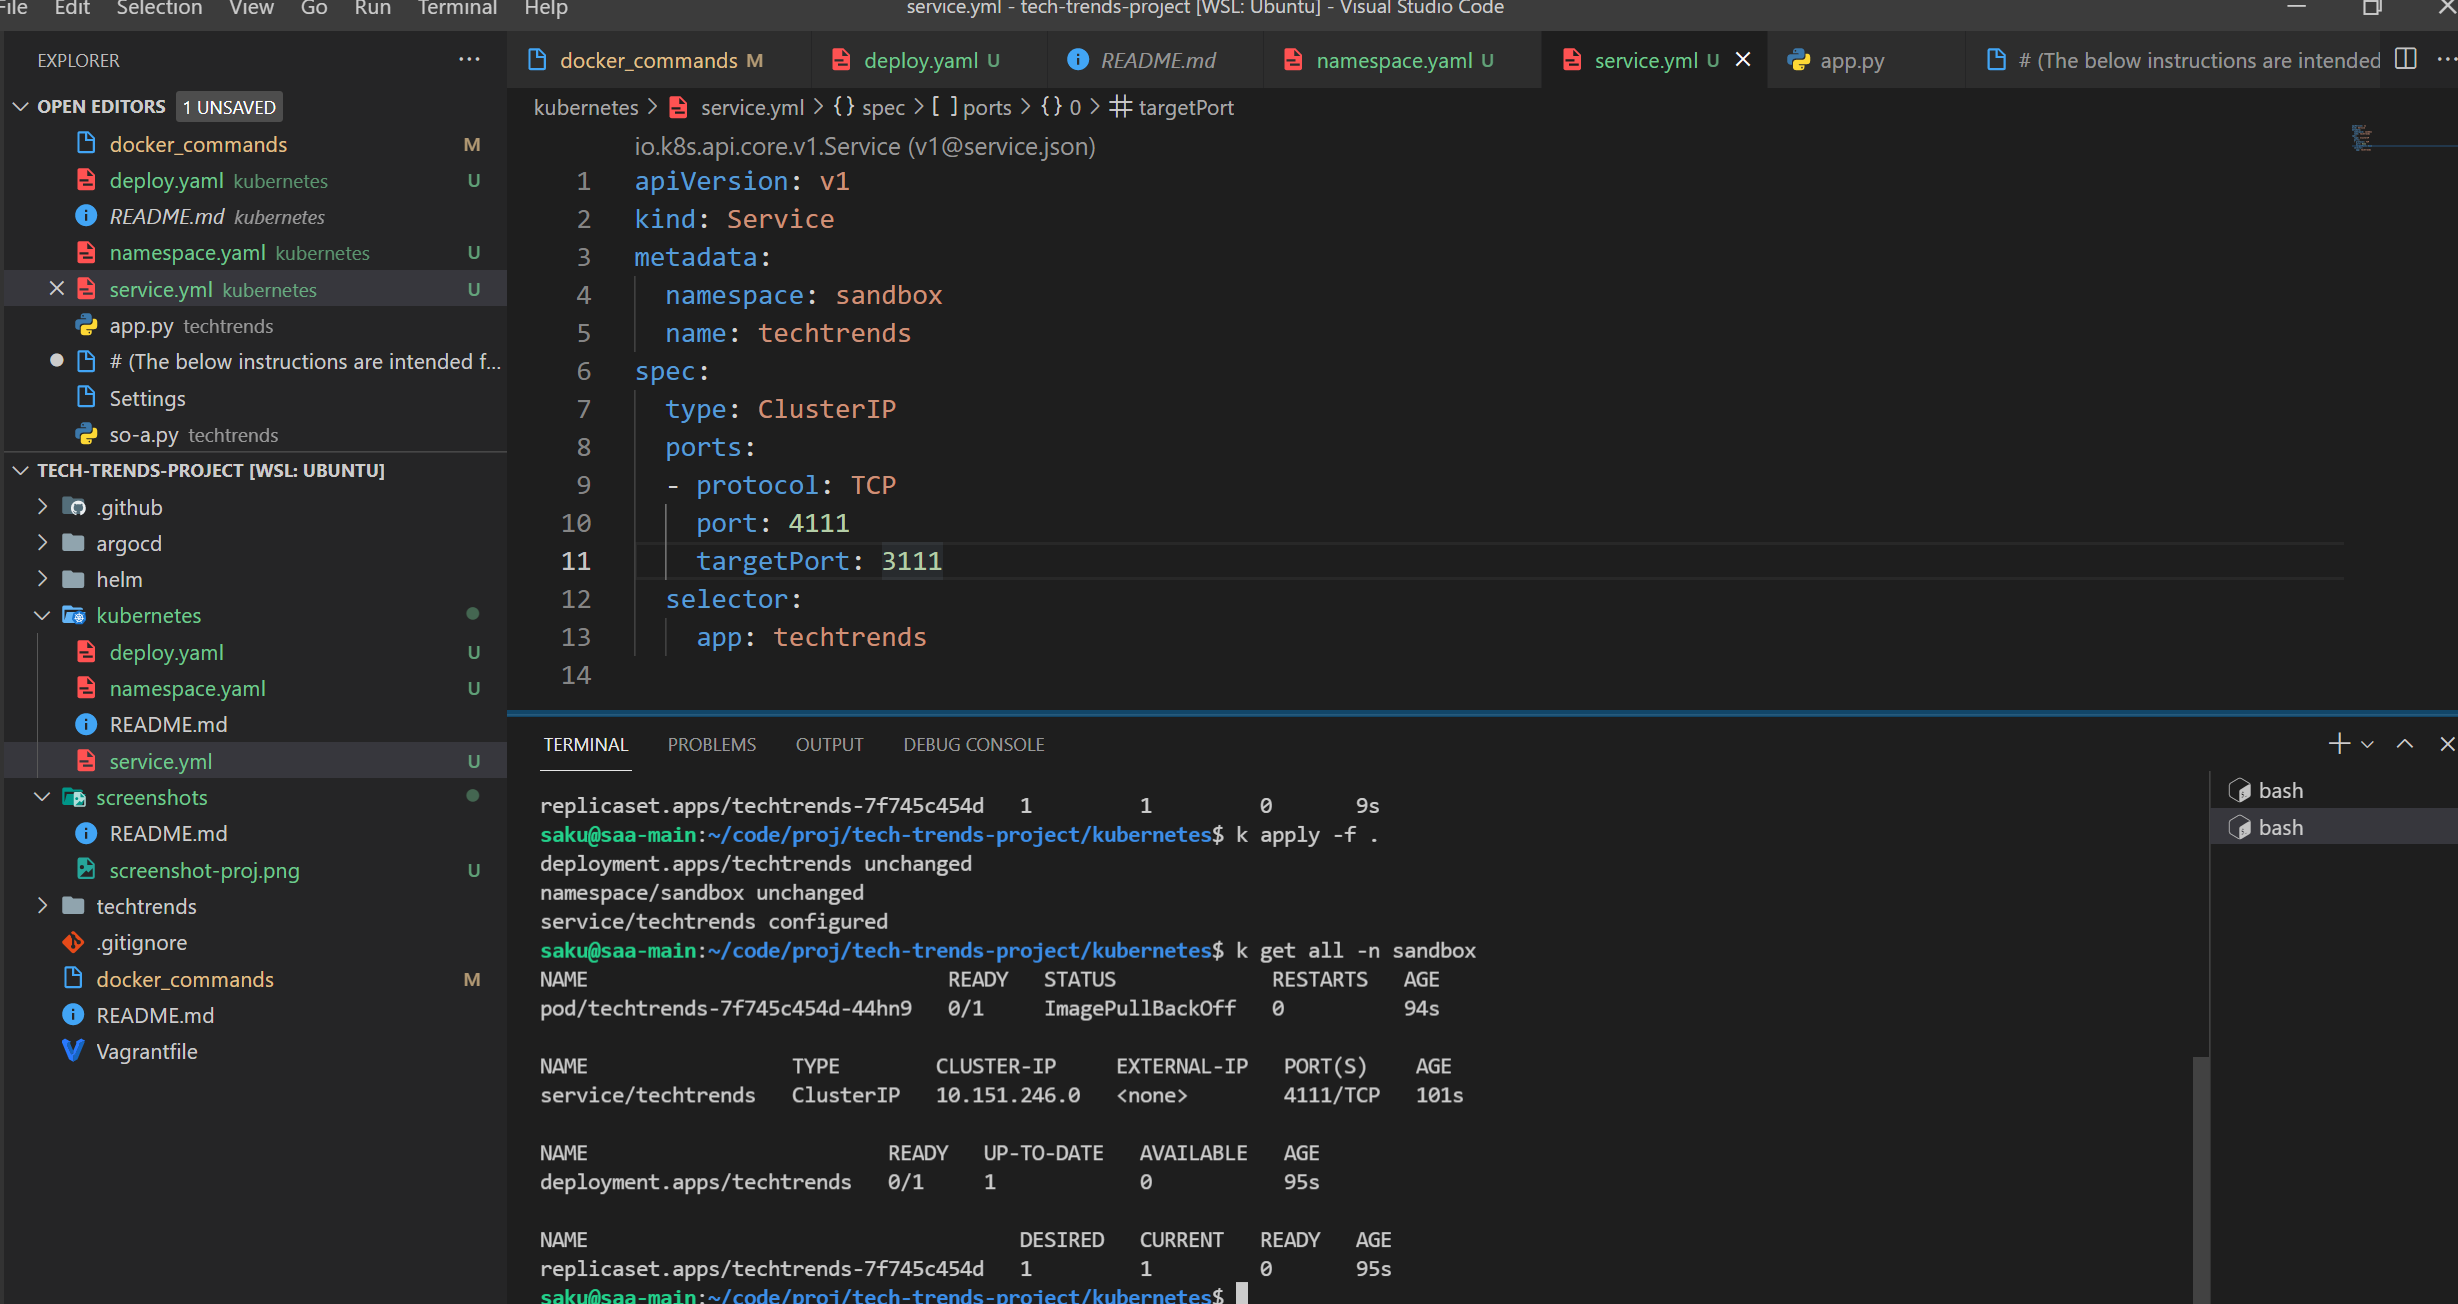 File Edit Selection View Go Run Terminal Help service.yml - tech-trends-project [WSL: Ubuntu] - Visual Studio Code
EXPLORER
OPEN EDITORS 1 UNSAVED
docker_commands M
deploy.yaml kubernetes U
README.md kubernetes
namespace.yaml kubernetes U
service.yml kubernetes U
app.py techtrends
# (The below instructions are intended f...
Settings
so-a.py techtrends
TECH-TRENDS-PROJECT [WSL: UBUNTU]
.github
argocd
helm
kubernetes
deploy.yaml U
namespace.yaml U
README.md
service.yml U
screenshots
README.md
screenshot-proj.png U
techtrends
.gitignore
docker_commands M
README.md
Vagrantfile
docker_commands M deploy.yaml U README.md namespace.yaml U service.yml U app.py # (The below instructions are intended
kubernetes > service.yml > {} spec > [ ] ports > {} 0 > # targetPort
io.k8s.api.core.v1.Service (v1@service.json)
1 apiVersion: v1
2 kind: Service
3 metadata:
4 namespace: sandbox
5 name: techtrends
6 spec:
7 type: ClusterIP
8 ports:
9 - protocol: TCP
10 port: 4111
11 targetPort: 3111
12 selector:
13 app: techtrends
14
TERMINAL PROBLEMS OUTPUT DEBUG CONSOLE
replicaset.apps/techtrends-7f745c454d 1 1 0 9s
saku@saa-main:~/code/proj/tech-trends-project/kubernetes$ k apply -f .
deployment.apps/techtrends unchanged
namespace/sandbox unchanged
service/techtrends configured
saku@saa-main:~/code/proj/tech-trends-project/kubernetes$ k get all -n sandbox
NAME READY STATUS RESTARTS AGE
pod/techtrends-7f745c454d-44hn9 0/1 ImagePullBackOff 0 94s
NAME TYPE CLUSTER-IP EXTERNAL-IP PORT(S) AGE
service/techtrends ClusterIP 10.151.246.0 <none> 4111/TCP 101s
NAME READY UP-TO-DATE AVAILABLE AGE
deployment.apps/techtrends 0/1 1 0 95s
NAME DESIRED CURRENT READY AGE
replicaset.apps/techtrends-7f745c454d 1 1 0 95s
saku@saa-main:~/code/proj/tech-trends-project/kubernetes$
bash
bash